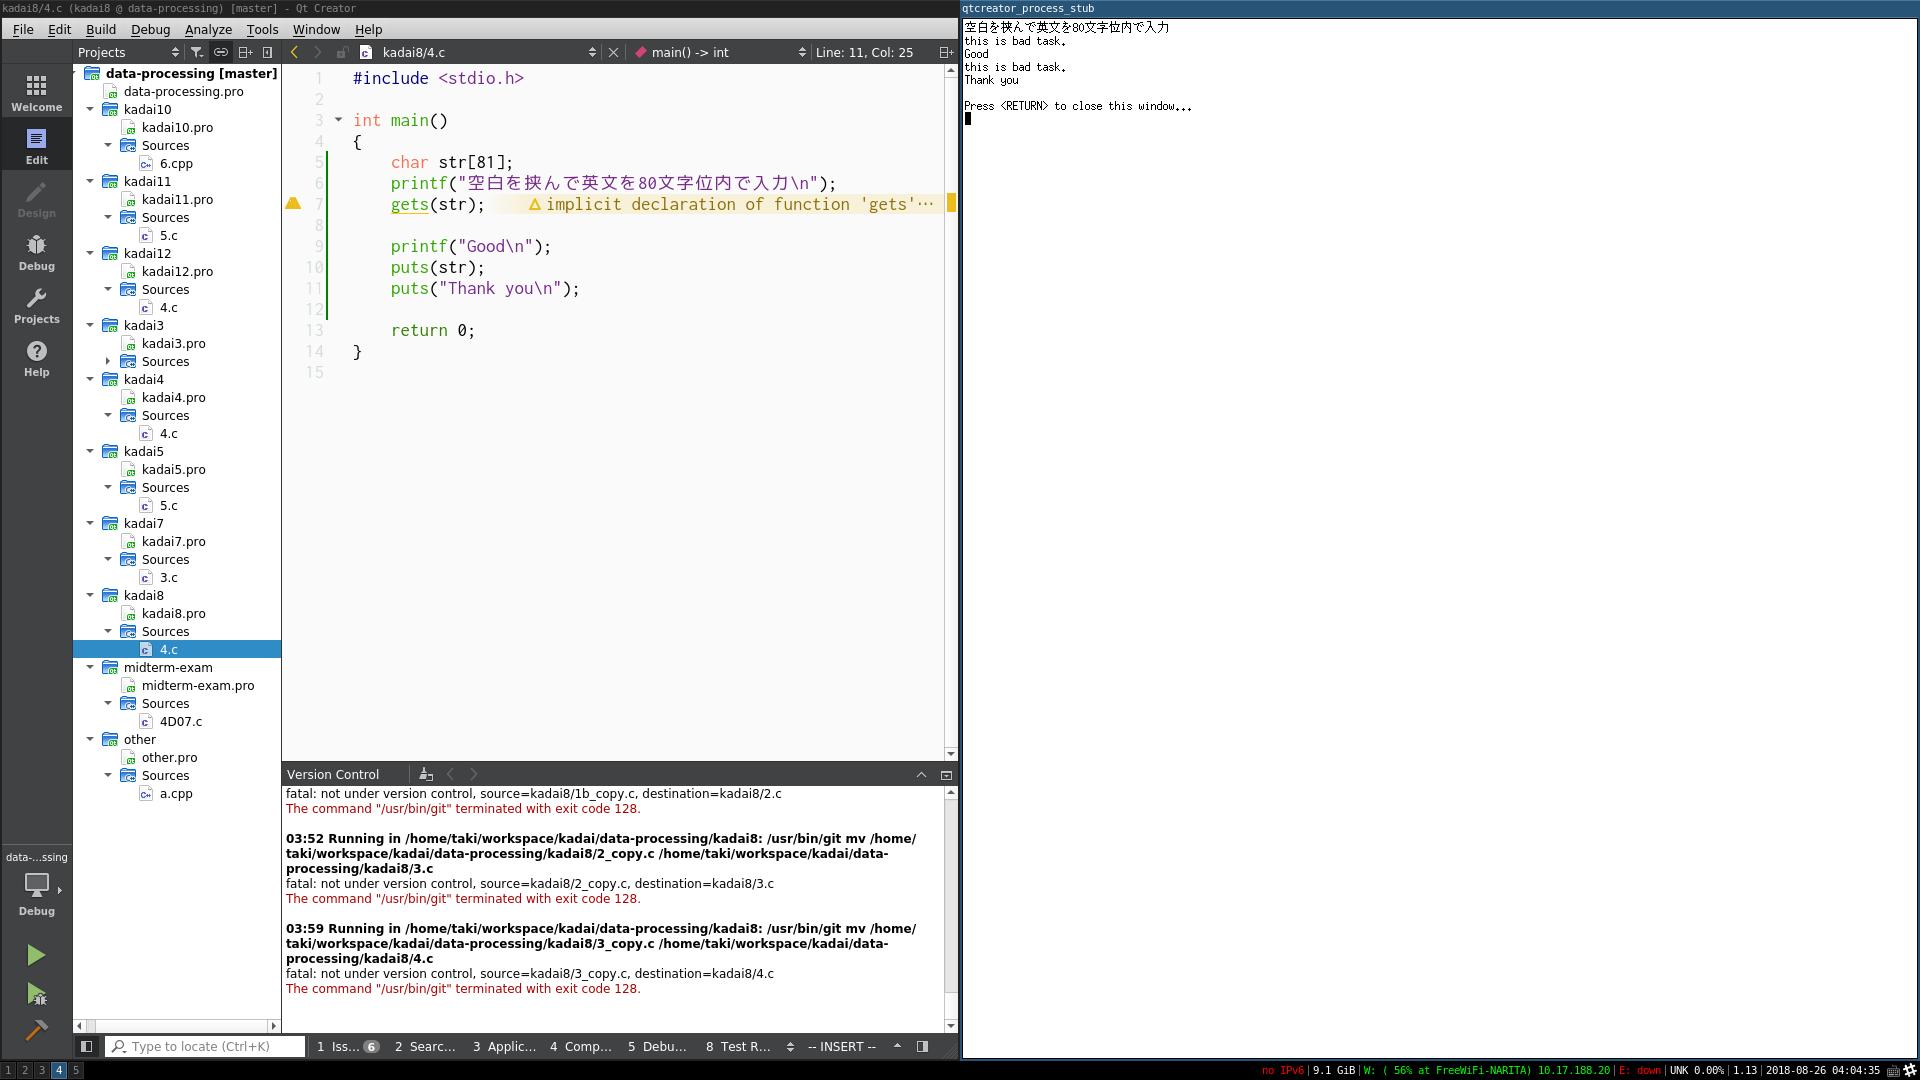 kadai8/4.c (kadai8 @ data-processing) [master] - Qt Creator
File Edit Build Debug Analyze Tools Window Help
Projects
kadai8/4.c
main() -> int
Line: 11, Col: 25
Welcome
Edit
Design
Debug
Projects
Help
data-...ssing
Debug
data-processing [master]
data-processing.pro
kadai10
kadai10.pro
Sources
6.cpp
kadai11
kadai11.pro
Sources
5.c
kadai12
kadai12.pro
Sources
4.c
kadai3
kadai3.pro
Sources
kadai4
kadai4.pro
Sources
4.c
kadai5
kadai5.pro
Sources
5.c
kadai7
kadai7.pro
Sources
3.c
kadai8
kadai8.pro
Sources
4.c
midterm-exam
midterm-exam.pro
Sources
4D07.c
other
other.pro
Sources
a.cpp
1 #include <stdio.h>
2
3 int main()
4 {
5 char str[81];
6 printf("空白を挟んで英文を80文字位内で入力\n");
7 gets(str); implicit declaration of function 'gets'…
8
9 printf("Good\n");
10 puts(str);
11 puts("Thank you\n");
12
13 return 0;
14 }
15
Version Control
fatal: not under version control, source=kadai8/1b_copy.c, destination=kadai8/2.c
The command "/usr/bin/git" terminated with exit code 128.
03:52 Running in /home/taki/workspace/kadai/data-processing/kadai8: /usr/bin/git mv /home/
taki/workspace/kadai/data-processing/kadai8/2_copy.c /home/taki/workspace/kadai/data-
processing/kadai8/3.c
fatal: not under version control, source=kadai8/2_copy.c, destination=kadai8/3.c
The command "/usr/bin/git" terminated with exit code 128.
03:59 Running in /home/taki/workspace/kadai/data-processing/kadai8: /usr/bin/git mv /home/
taki/workspace/kadai/data-processing/kadai8/3_copy.c /home/taki/workspace/kadai/data-
processing/kadai8/4.c
fatal: not under version control, source=kadai8/3_copy.c, destination=kadai8/4.c
The command "/usr/bin/git" terminated with exit code 128.
Type to locate (Ctrl+K)
1 Iss... 6 2 Searc... 3 Applic... 4 Comp... 5 Debu... 8 Test R... -- INSERT --
qtcreator_process_stub
空白を挟んで英文を80文字位内で入力
this is bad task.
Good
this is bad task.
Thank you
Press <RETURN> to close this window...
1 2 3 4 5
no IPv6|9.1 GiB|W: ( 56% at FreeWiFi-NARITA) 10.17.188.20|E: down|UNK 0.00%|1.13|2018-08-26 04:04:35